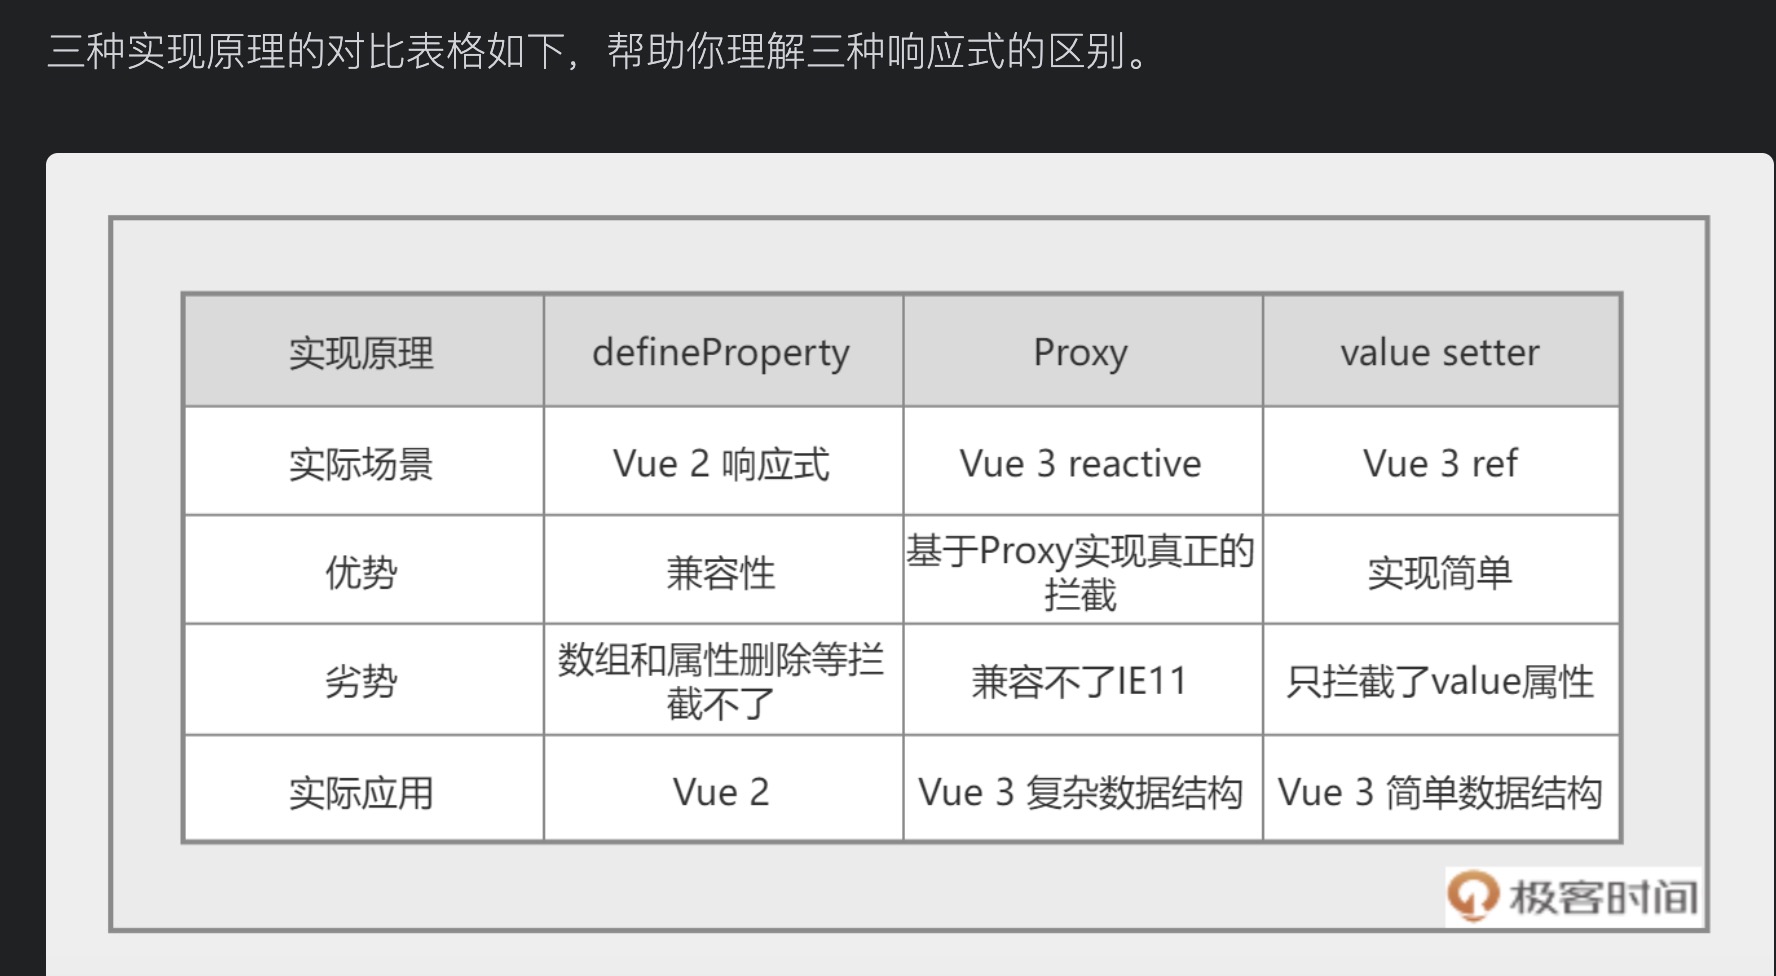 三种实现原理的对比表格如下，帮助你理解三种响应式的区别。
实现原理 defineProperty Proxy value setter
实际场景 Vue 2 响应式 Vue 3 reactive Vue 3 ref
优势 兼容性 基于Proxy实现真正的
拦截 实现简单
劣势 数组和属性删除等拦
截不了 兼容不了IE11 只拦截了value属性
实际应用 Vue 2 Vue 3 复杂数据结构 Vue 3 简单数据结构
极客时间